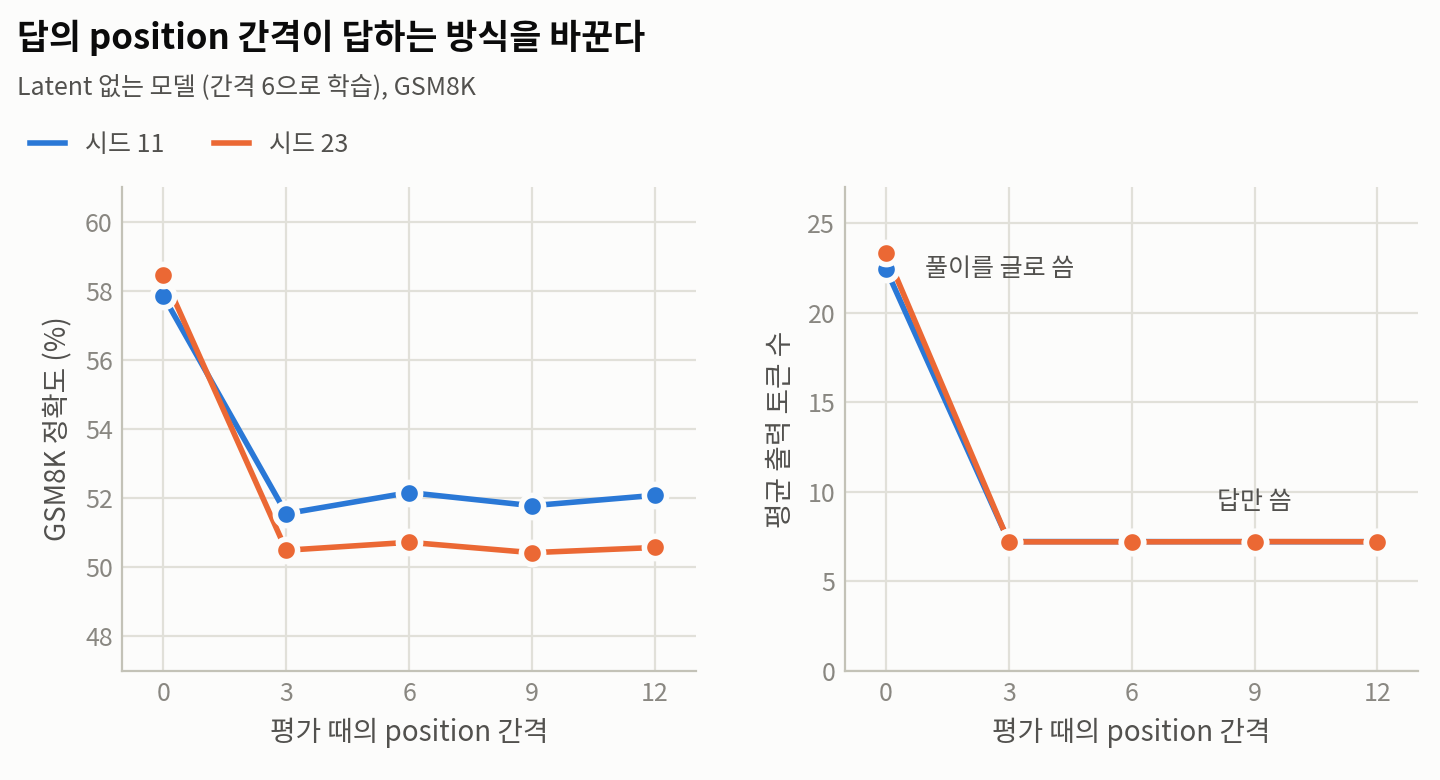 답의 position 간격이 답하는 방식을 바꾼다
Latent 없는 모델 (간격 6으로 학습), GSM8K
시드 11
시드 23
GSM8K 정확도 (%)
60
58
56
54
52
50
48
0 3 6 9 12
평가 때의 position 간격
평균 출력 토큰 수
25
20
15
10
5
0
풀이를 글로 씀
답만 씀
0 3 6 9 12
평가 때의 position 간격